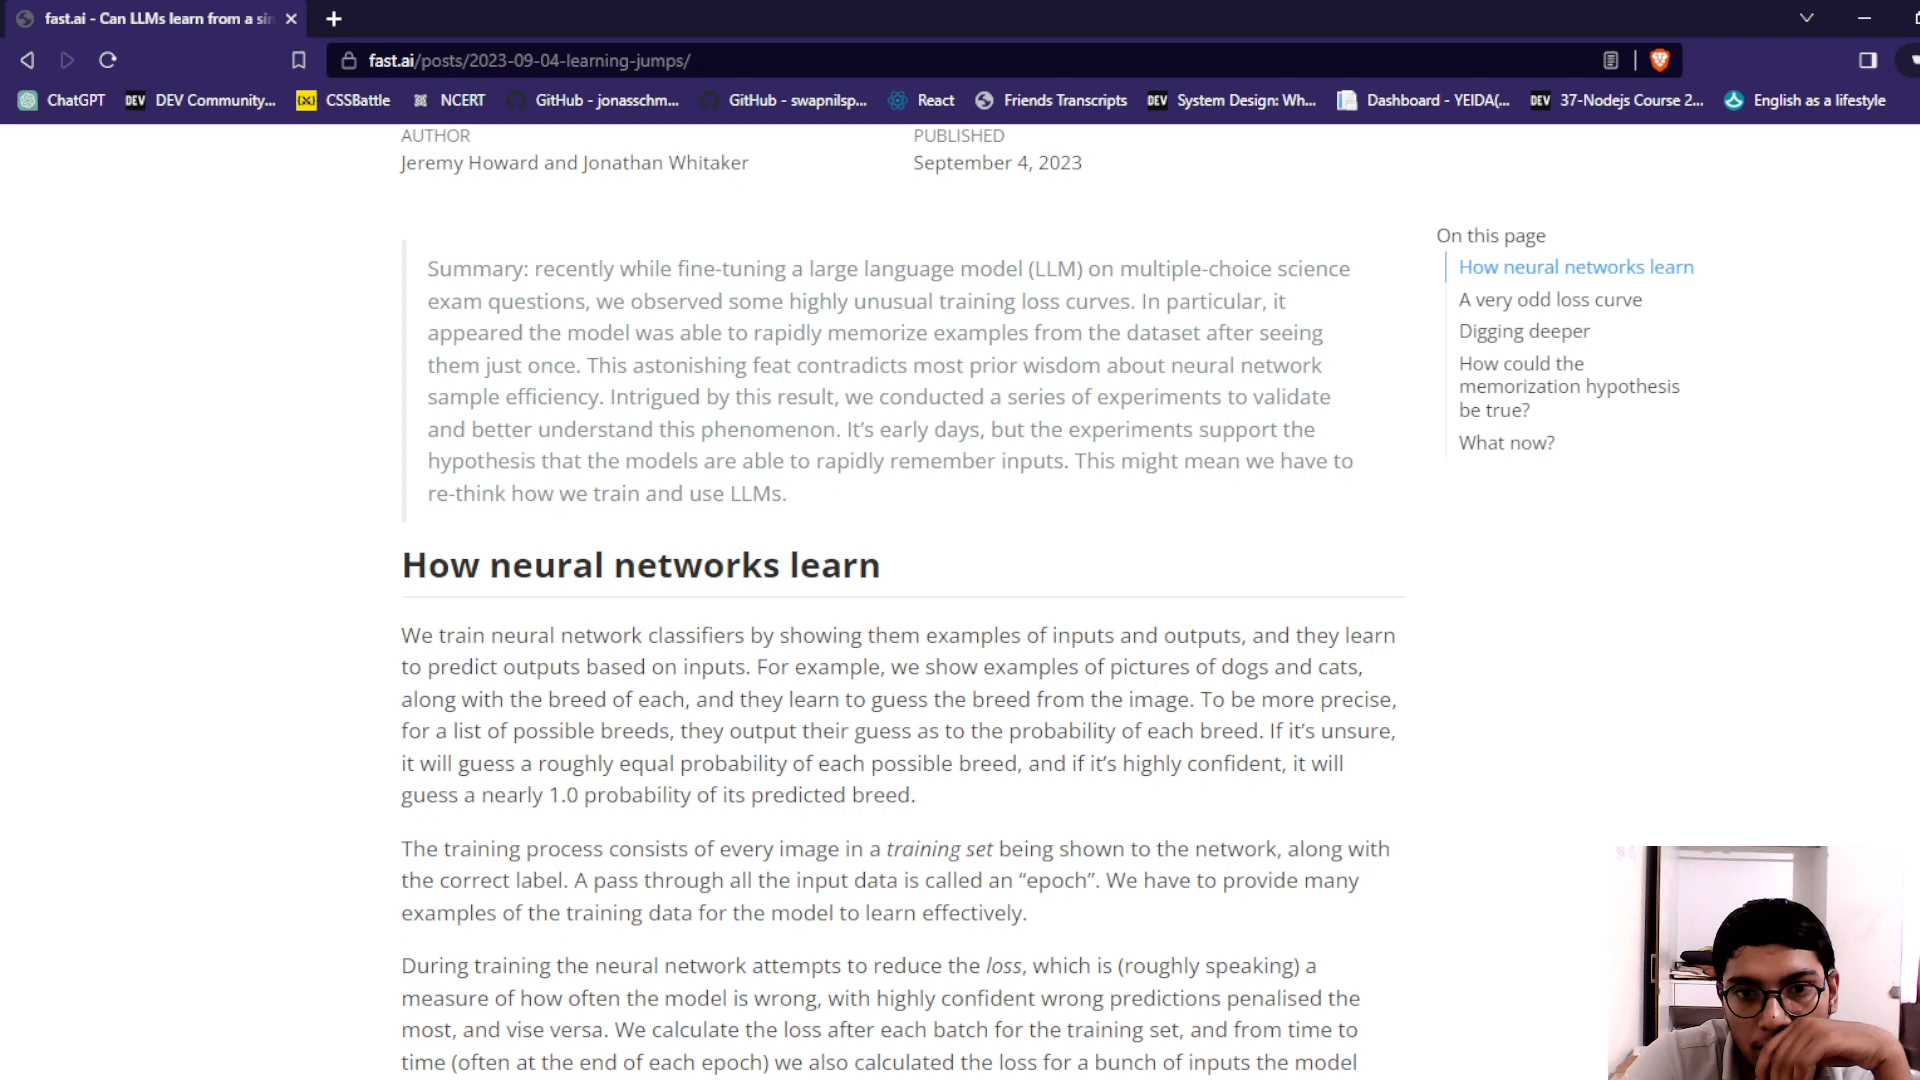 fast.ai - Can LLMs learn from a sin
fast.ai/posts/2023-09-04-learning-jumps/
ChatGPT DEV DEV Community... NCERT CSSBattle GitHub - jonasschm... GitHub - swapnilsp... React Friends Transcripts DEV System Design: Wh... Dashboard - YEIDA(... DEV 37-Nodejs Course 2... English as a lifestyle
AUTHOR
Jeremy Howard and Jonathan Whitaker
PUBLISHED
September 4, 2023
Summary: recently while fine-tuning a large language model (LLM) on multiple-choice science
exam questions, we observed some highly unusual training loss curves. In particular, it
appeared the model was able to rapidly memorize examples from the dataset after seeing
them just once. This astonishing feat contradicts most prior wisdom about neural network
sample efficiency. Intrigued by this result, we conducted a series of experiments to validate
and better understand this phenomenon. It’s early days, but the experiments support the
hypothesis that the models are able to rapidly remember inputs. This might mean we have to
re-think how we train and use LLMs.
How neural networks learn
We train neural network classifiers by showing them examples of inputs and outputs, and they learn
to predict outputs based on inputs. For example, we show examples of pictures of dogs and cats,
along with the breed of each, and they learn to guess the breed from the image. To be more precise,
for a list of possible breeds, they output their guess as to the probability of each breed. If it’s unsure,
it will guess a roughly equal probability of each possible breed, and if it’s highly confident, it will
guess a nearly 1.0 probability of its predicted breed.
The training process consists of every image in a training set being shown to the network, along with
the correct label. A pass through all the input data is called an “epoch”. We have to provide many
examples of the training data for the model to learn effectively.
During training the neural network attempts to reduce the loss, which is (roughly speaking) a
measure of how often the model is wrong, with highly confident wrong predictions penalised the
most, and vise versa. We calculate the loss after each batch for the training set, and from time to
time (often at the end of each epoch) we also calculated the loss for a bunch of inputs the model
On this page
How neural networks learn
A very odd loss curve
Digging deeper
How could the
memorization hypothesis
be true?
What now?